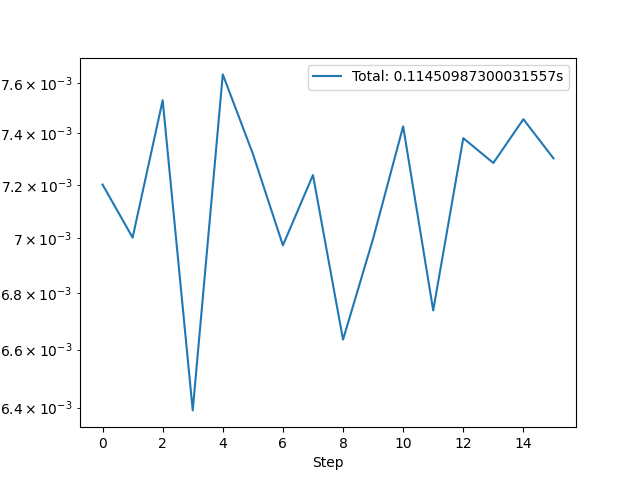 Total: 0.11450987300031557s
7.6 × 10⁻³
7.4 × 10⁻³
7.2 × 10⁻³
7 × 10⁻³
6.8 × 10⁻³
6.6 × 10⁻³
6.4 × 10⁻³
0 2 4 6 8 10 12 14
Step